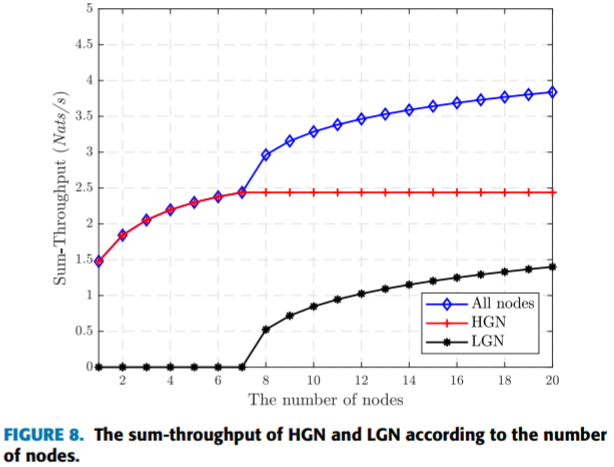 5
4.5
4
3.5
3
2.5
2
1.5
1
0.5
0
Sum-Throughput (Nats/s)
All nodes
HGN
LGN
2 4 6 8 10 12 14 16 18 20
The number of nodes
FIGURE 8. The sum-throughput of HGN and LGN according to the number
of nodes.